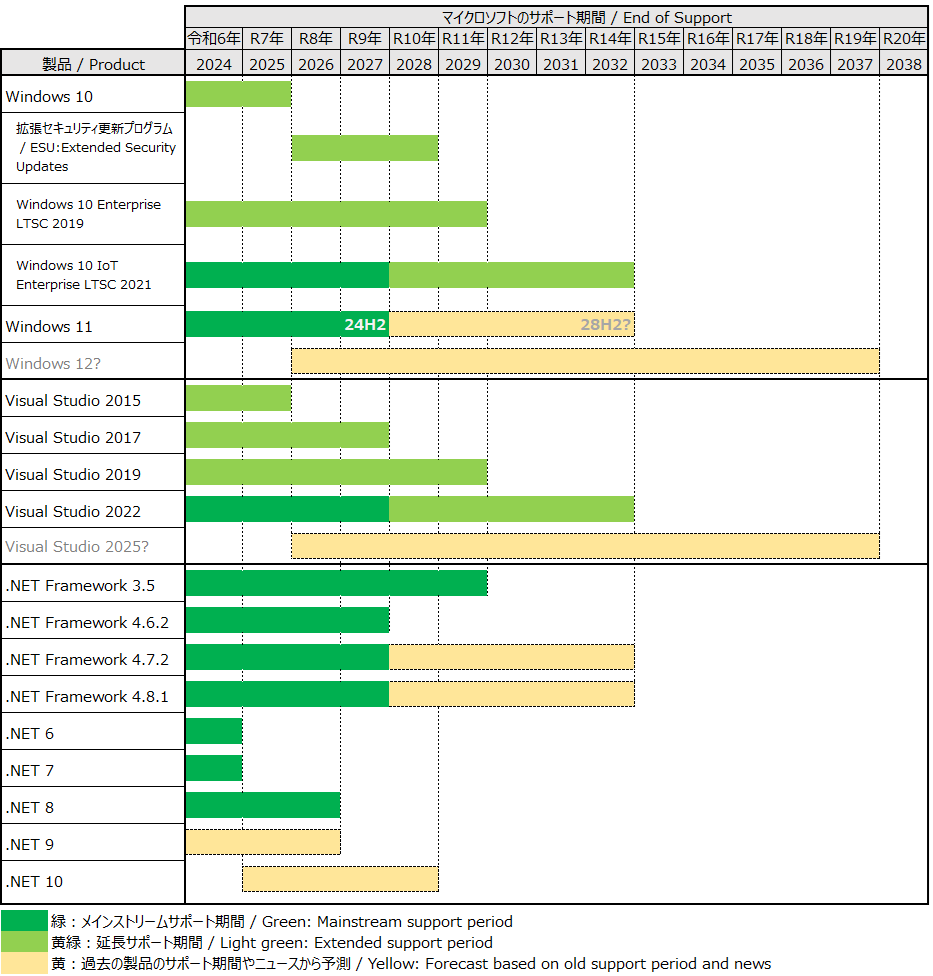 マイクロソフトのサポート期間 / End of Support
令和6年 R7年 R8年 R9年 R10年 R11年 R12年 R13年 R14年 R15年 R16年 R17年 R18年 R19年 R20年
製品 / Product 2024 2025 2026 2027 2028 2029 2030 2031 2032 2033 2034 2035 2036 2037 2038
Windows 10
拡張セキュリティ更新プログラム
/ ESU:Extended Security
Updates
Windows 10 Enterprise
LTSC 2019
Windows 10 IoT
Enterprise LTSC 2021
Windows 11 24H2 28H2?
Windows 12?
Visual Studio 2015
Visual Studio 2017
Visual Studio 2019
Visual Studio 2022
Visual Studio 2025?
.NET Framework 3.5
.NET Framework 4.6.2
.NET Framework 4.7.2
.NET Framework 4.8.1
.NET 6
.NET 7
.NET 8
.NET 9
.NET 10
緑：メインストリームサポート期間 / Green: Mainstream support period
黄緑：延長サポート期間 / Light green: Extended support period
黄：過去の製品のサポート期間やニュースから予測 / Yellow: Forecast based on old support period and news